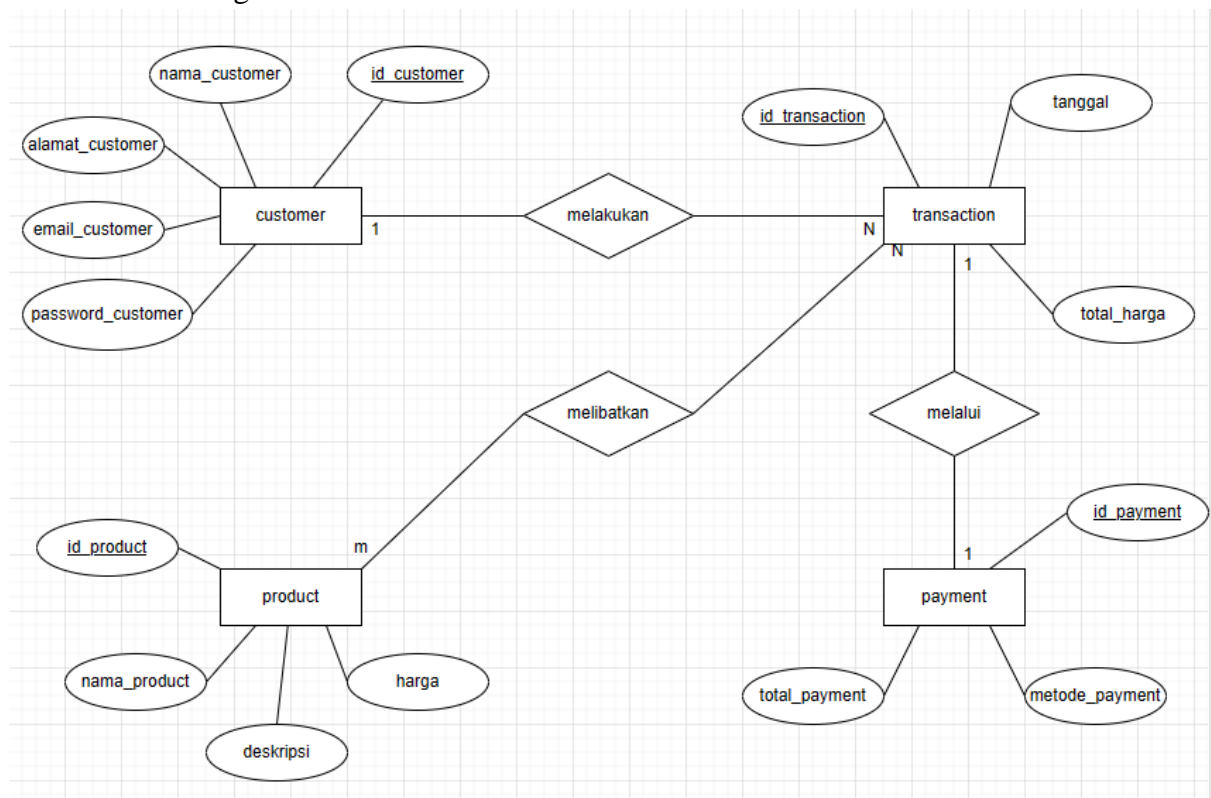 nama_customer
id_customer
alamat_customer
email_customer
password_customer
customer
1
melakukan
N
N
transaction
id_transaction
tanggal
1
total_harga
melibatkan
melalui
m
1
id_product
product
nama_product
deskripsi
harga
id_payment
payment
total_payment
metode_payment